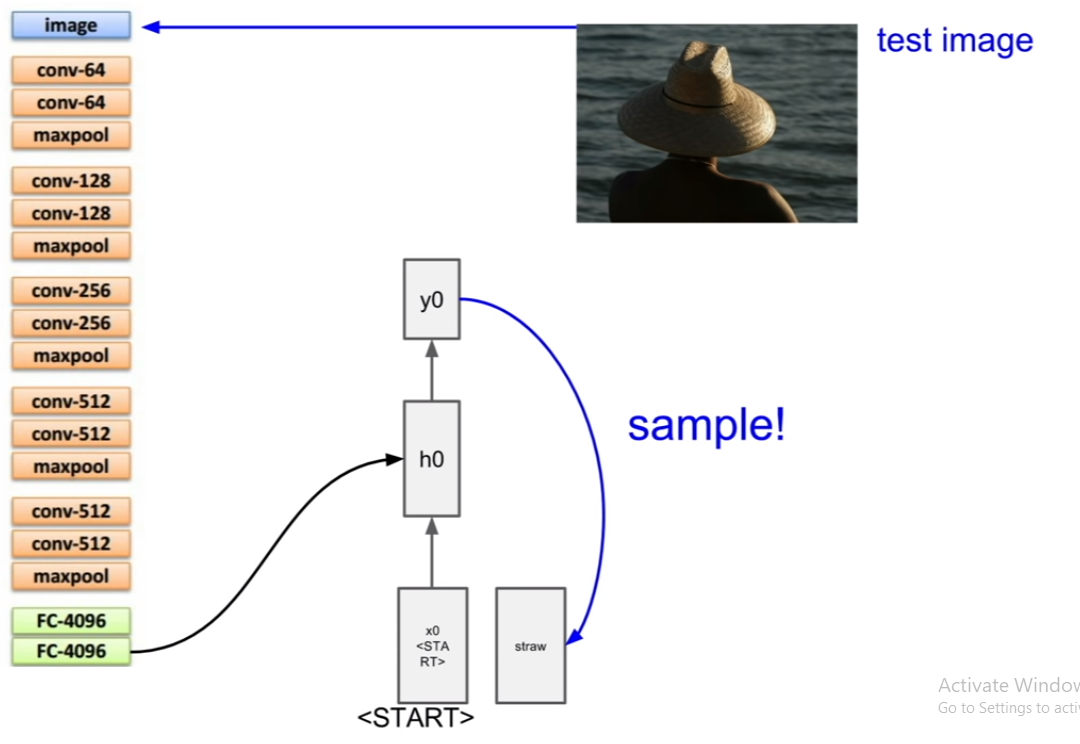 image
test image
conv-64
conv-64
maxpool
conv-128
conv-128
maxpool
conv-256
conv-256
maxpool
conv-512
conv-512
maxpool
conv-512
conv-512
maxpool
FC-4096
FC-4096
y0
h0
sample!
x0
<STA
RT>
straw
<START>
Activate Window
Go to Settings to acti